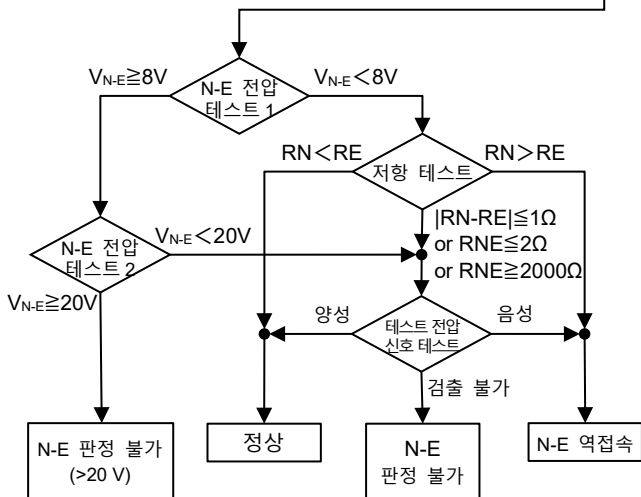 V_N-E≧8V
N-E 전압
테스트 1
V_N-E＜8V
RN＜RE
저항 테스트
RN＞RE
|RN-RE|≦1Ω
or RNE≦2Ω
or RNE≧2000Ω
N-E 전압
테스트 2
V_N-E＜20V
V_N-E≧20V
양성
테스트 전압
신호 테스트
음성
검출 불가
N-E 판정 불가
(>20 V)
정상
N-E
판정 불가
N-E 역접속